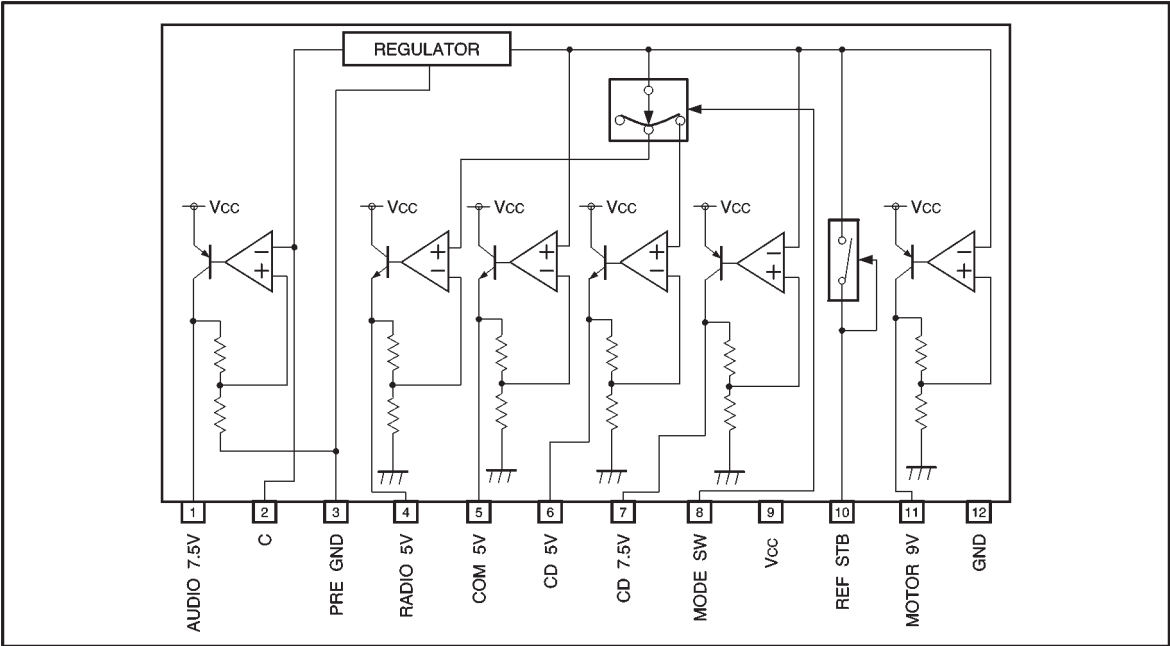 REGULATOR
Vcc
Vcc
Vcc
Vcc
Vcc
Vcc
−
+
+
−
+
−
+
−
−
+
−
+
1
2
3
4
5
6
7
8
9
10
11
12
AUDIO 7.5V
C
PRE GND
RADIO 5V
COM 5V
CD 5V
CD 7.5V
MODE SW
Vcc
REF STB
MOTOR 9V
GND